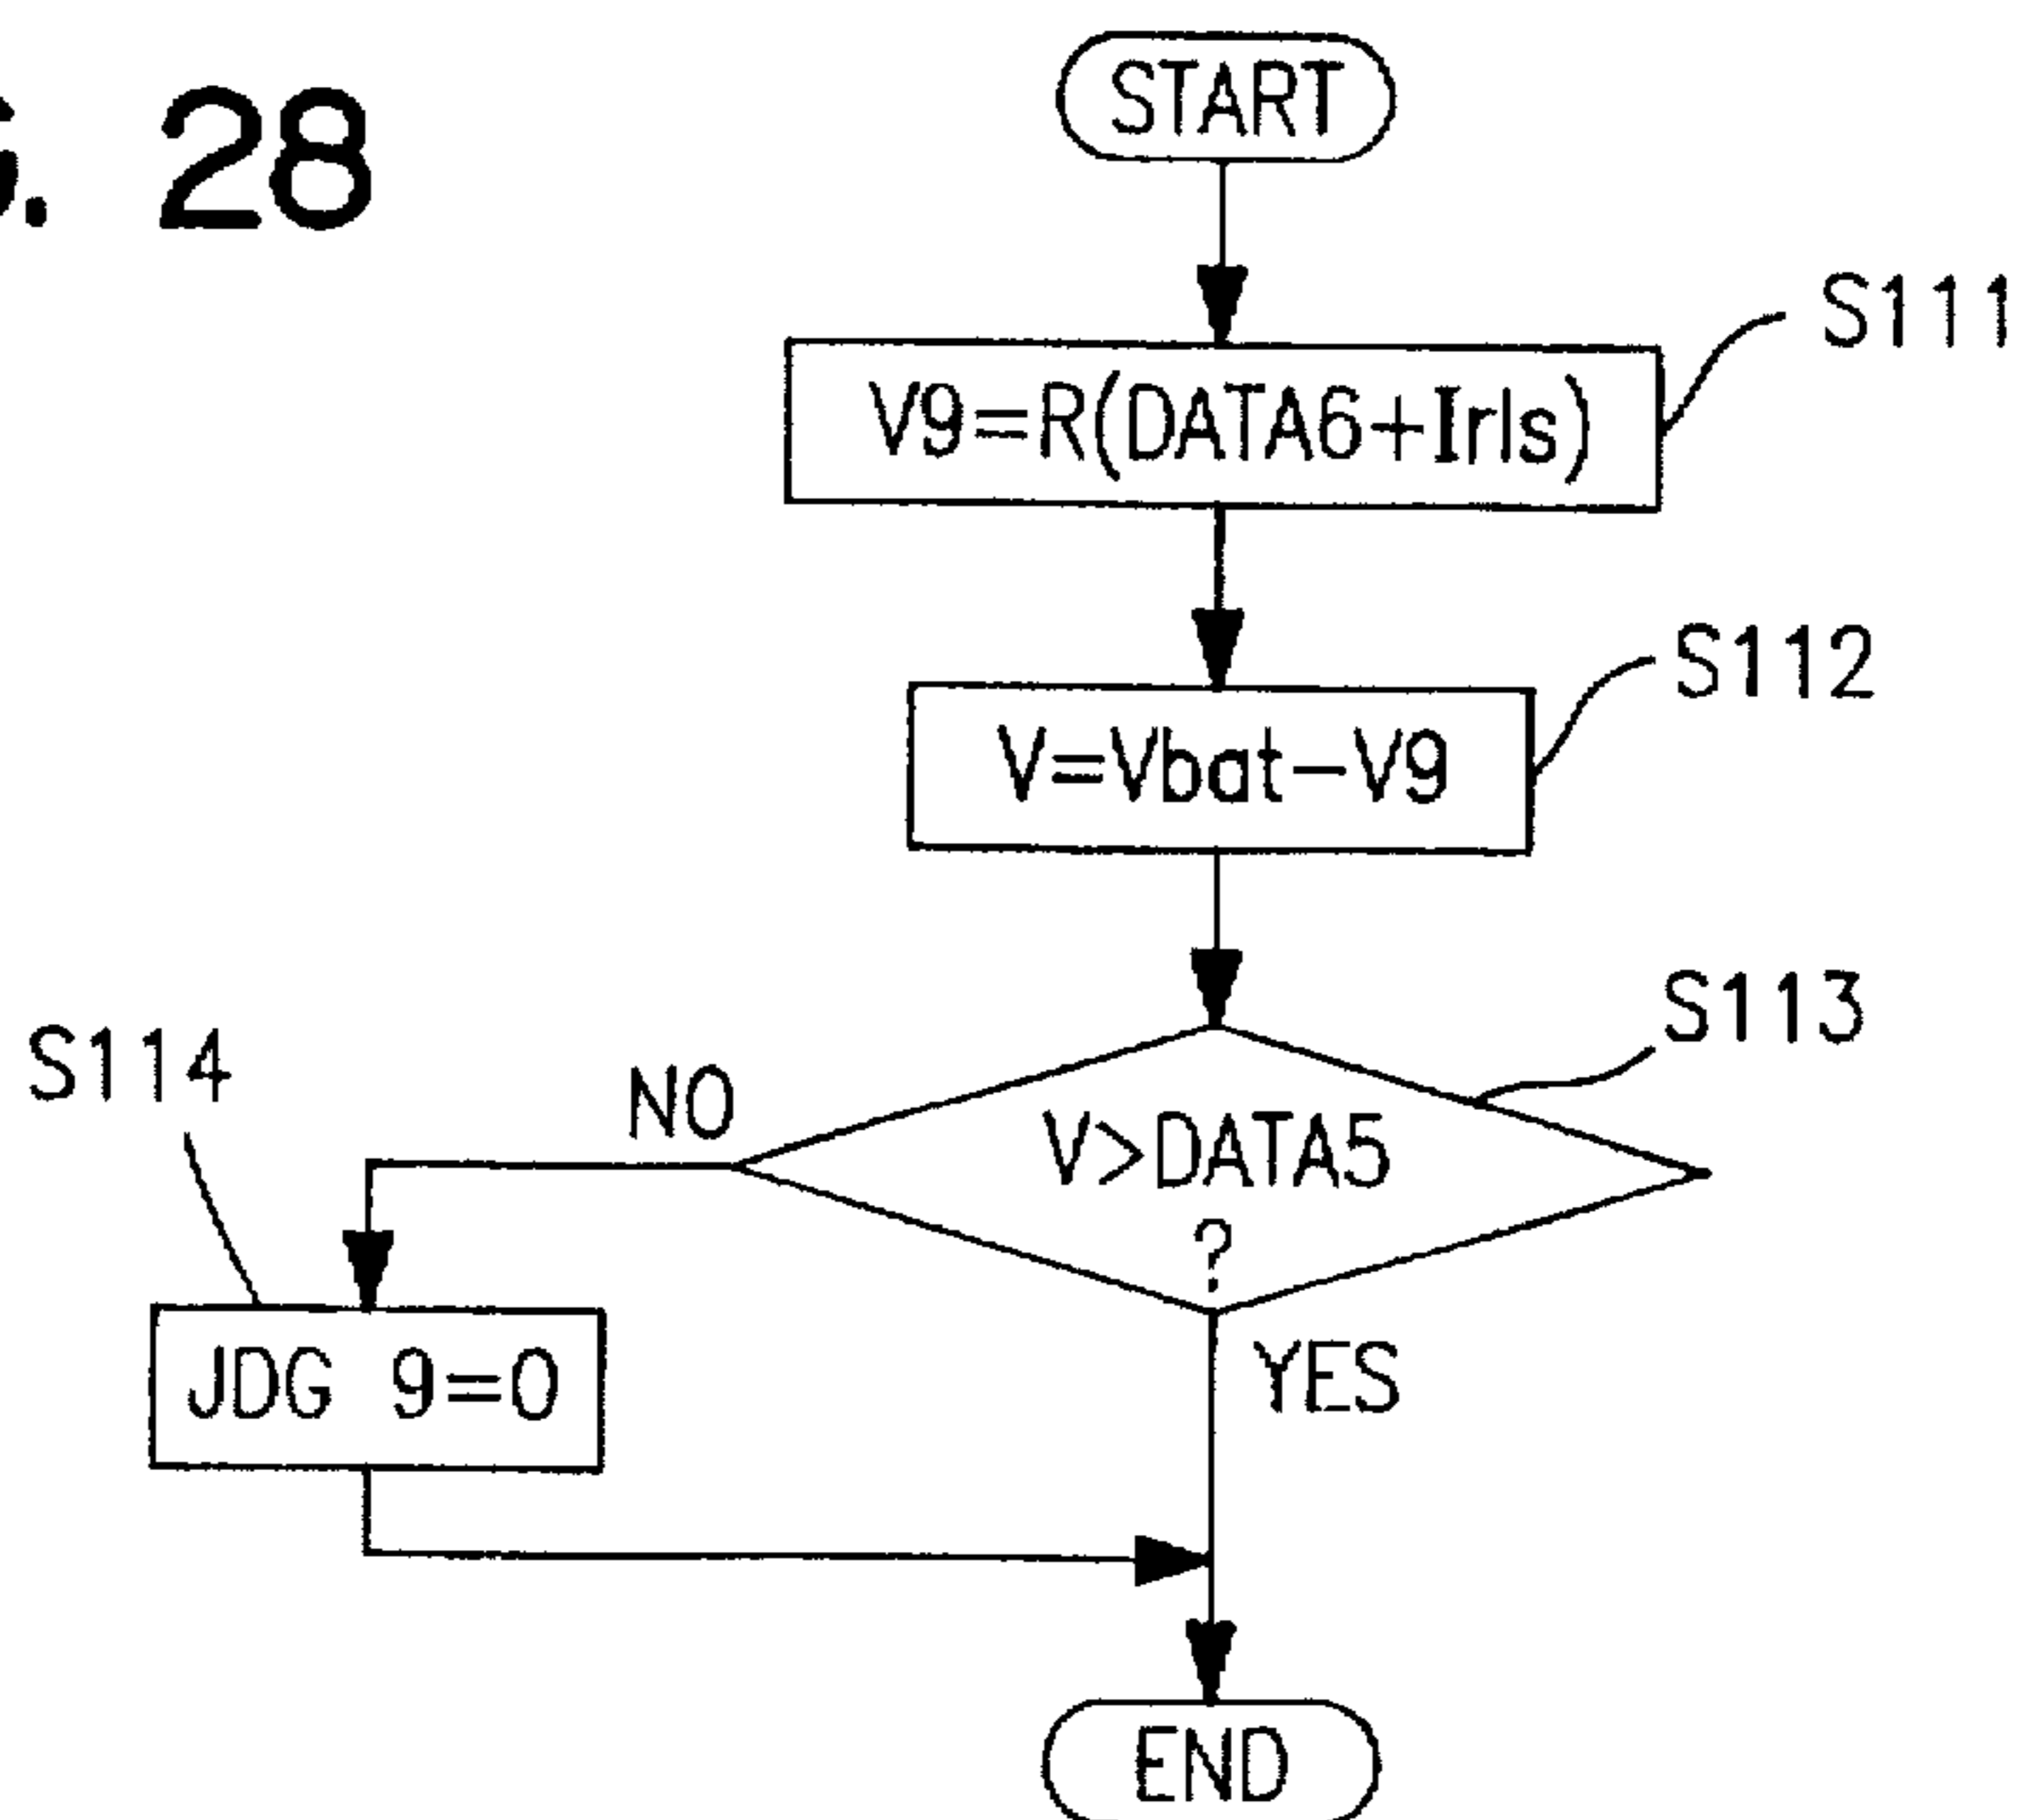 . 28
START
S111
V9=R(DATA6+Irls)
S112
V=Vbat-V9
S113
S114
NO
V>DATA5
?
YES
JDG 9=0
END